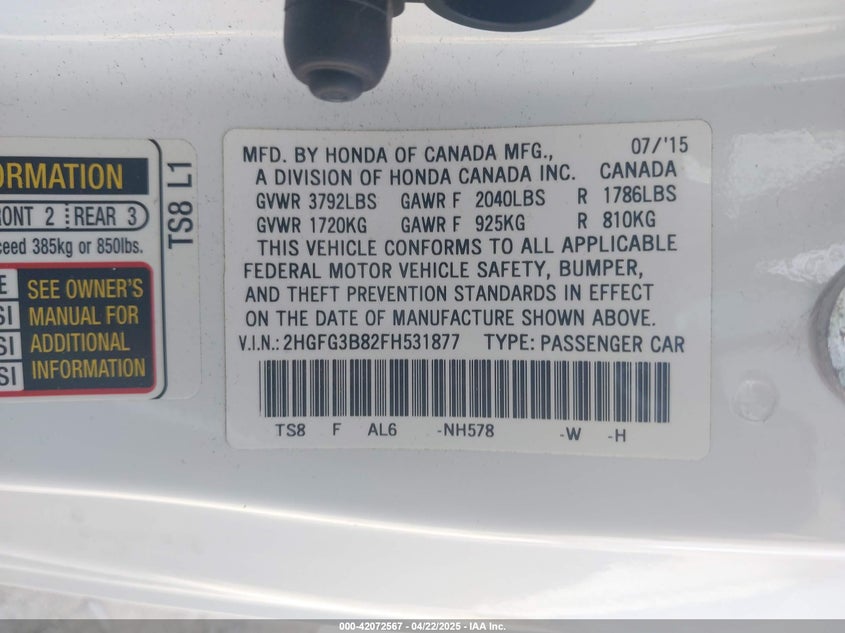 ORMATION
RONT 2 REAR 3
ceed 385kg or 850lbs.
E
SI
SI
SI
SEE OWNER'S
MANUAL FOR
ADDITIONAL
INFORMATION
TS8 L1
07/'15
MFD. BY HONDA OF CANADA MFG.,
A DIVISION OF HONDA CANADA INC. CANADA
GVWR 3792LBS GAWR F 2040LBS R 1786LBS
GVWR 1720KG GAWR F 925KG R 810KG
THIS VEHICLE CONFORMS TO ALL APPLICABLE
FEDERAL MOTOR VEHICLE SAFETY, BUMPER,
AND THEFT PREVENTION STANDARDS IN EFFECT
ON THE DATE OF MANUFACTURE SHOWN ABOVE.
V.I.N.: 2HGFG3B82FH531877 TYPE: PASSENGER CAR
TS8 F AL6 -NH578 -W -H
000-42072567 - 04/22/2025 - IAA Inc.